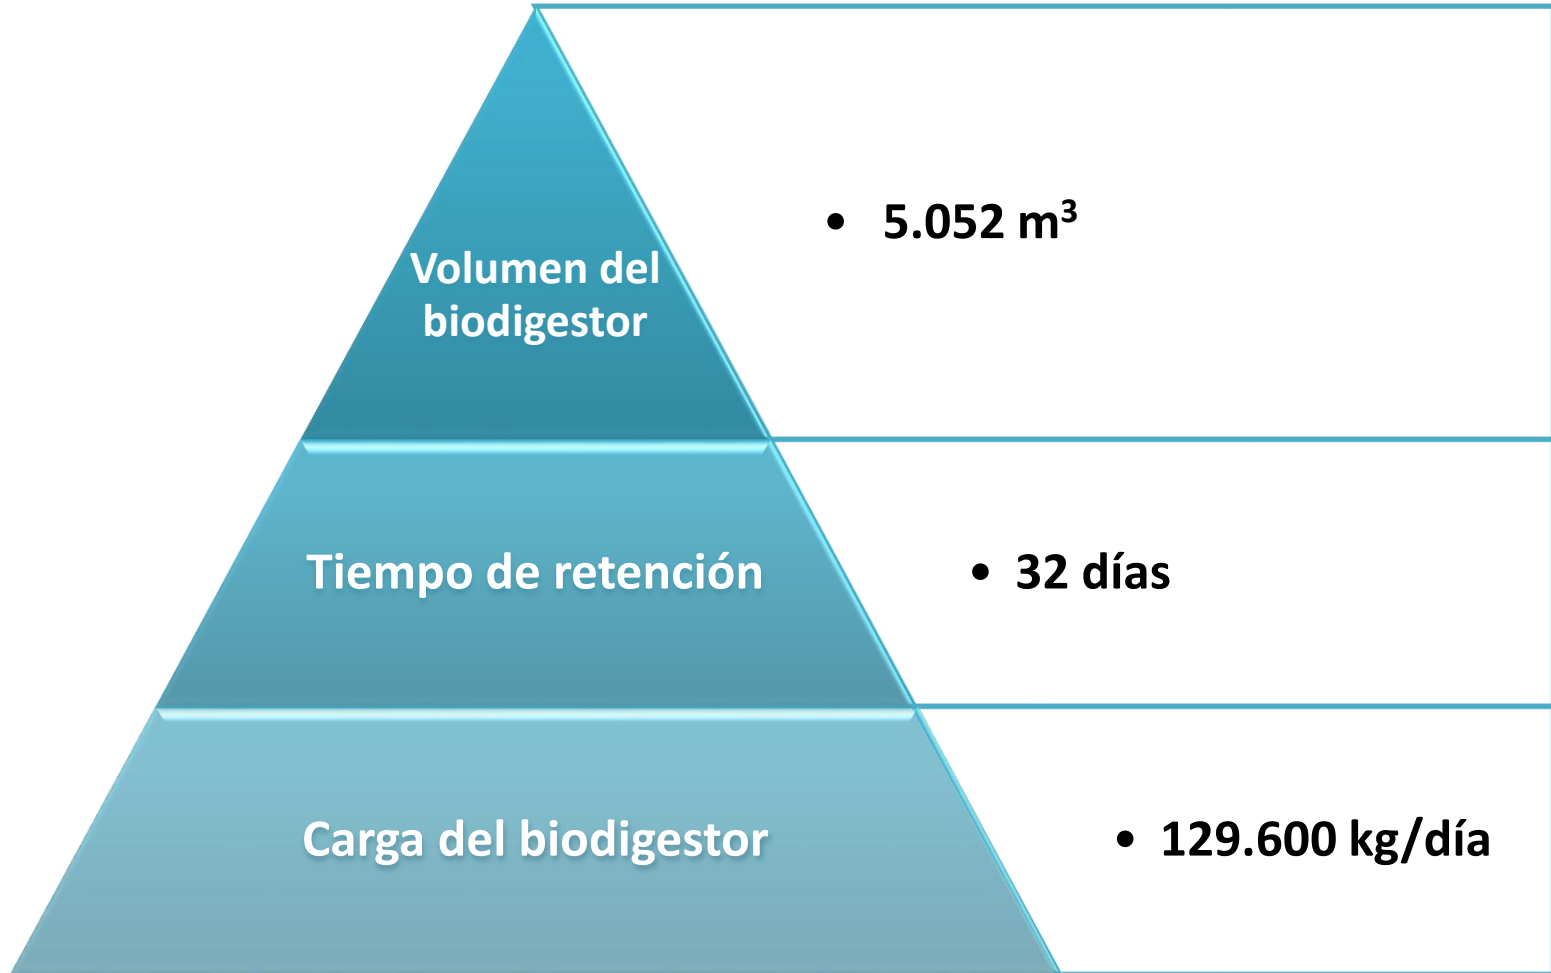 Volumen del
biodigestor
• 5.052 m³
Tiempo de retención
• 32 días
Carga del biodigestor
• 129.600 kg/día